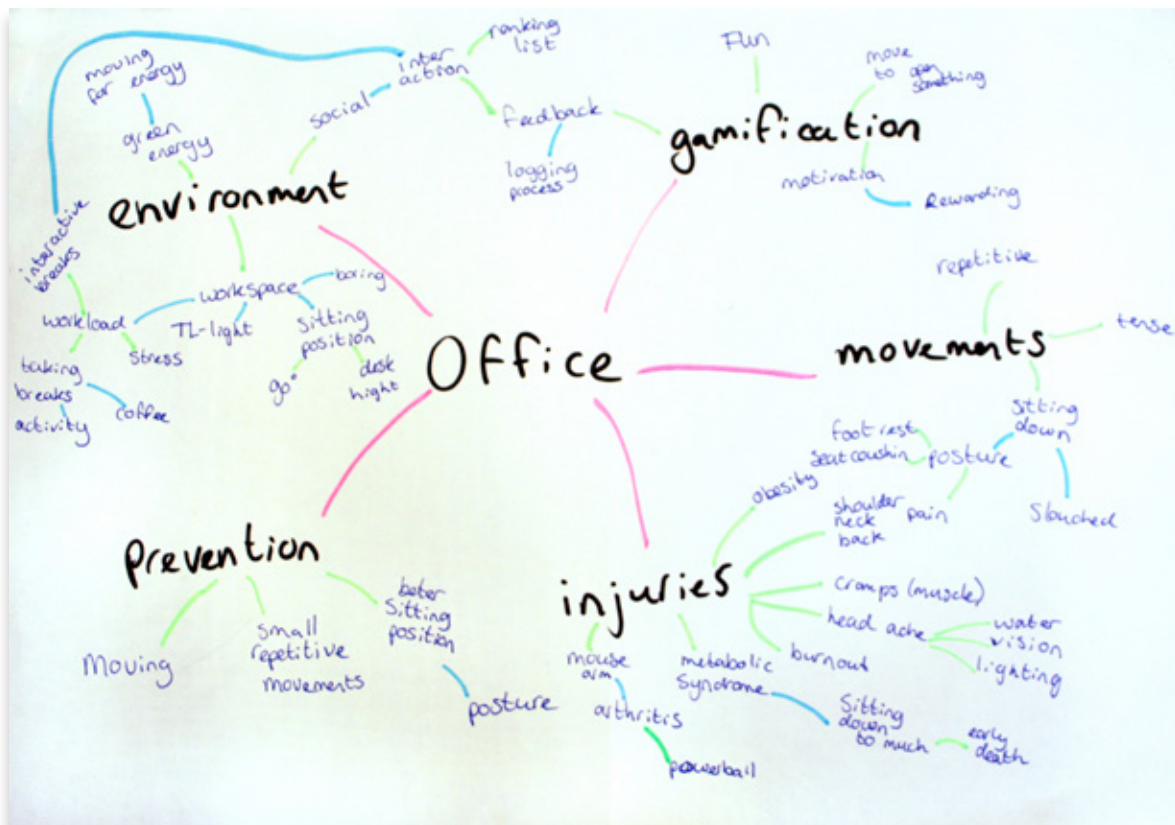 Office
environment
green
energy
moving
for energy
social
inter
action
ranking
list
feedback
logging
process
interactive
breaks
workload
stress
taking
breaks
activity
coffee
workspace
boring
TL-light
sitting
position
90°
desk
hight
gamification
Fun
move
to open
something
motivation
Rewarding
movements
repetitive
tense
sitting
down
posture
foot rest
seat coushin
pain
Slouched
injuries
obesity
shoulder
neck
back
cramps (muscle)
head ache
water
vision
lighting
burnout
metabolic
Syndrome
Sitting
down
to much
early
death
mouse
arm
arthritis
powerball
Prevention
Moving
small
repetitive
movements
beter
Sitting
position
posture